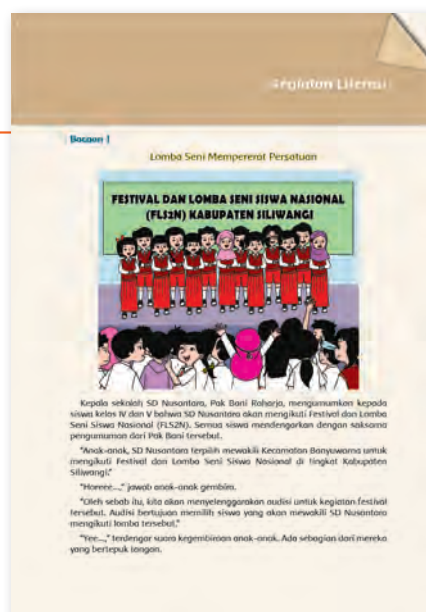 Kegiatan Literasi
Bacaan 1
Lomba Seni Mempererat Persatuan
FESTIVAL DAN LOMBA SENI SISWA NASIONAL
(FLS2N) KABUPATEN SILIWANGI
Kepala sekolah SD Nusantara, Pak Bani Raharja, mengumumkan kepada
siswa kelas IV dan V bahwa SD Nusantara akan mengikuti Festival dan Lomba
Seni Siswa Nasional (FLS2N). Semua siswa mendengarkan dengan saksama
pengumuman dari Pak Bani tersebut.
"Anak-anak, SD Nusantara terpilih mewakili Kecamatan Banyuwarna untuk
mengikuti Festival dan Lomba Seni Siswa Nasional di tingkat Kabupaten
Siliwangi."
"Horeee...," jawab anak-anak gembira.
"Oleh sebab itu, kita akan menyelenggarakan audisi untuk kegiatan festival
tersebut. Audisi bertujuan memilih siswa yang akan mewakili SD Nusantara
mengikuti lomba tersebut."
"Yee...," terdengar suara kegembiraan anak-anak. Ada sebagian dari mereka
yang bertepuk tangan.